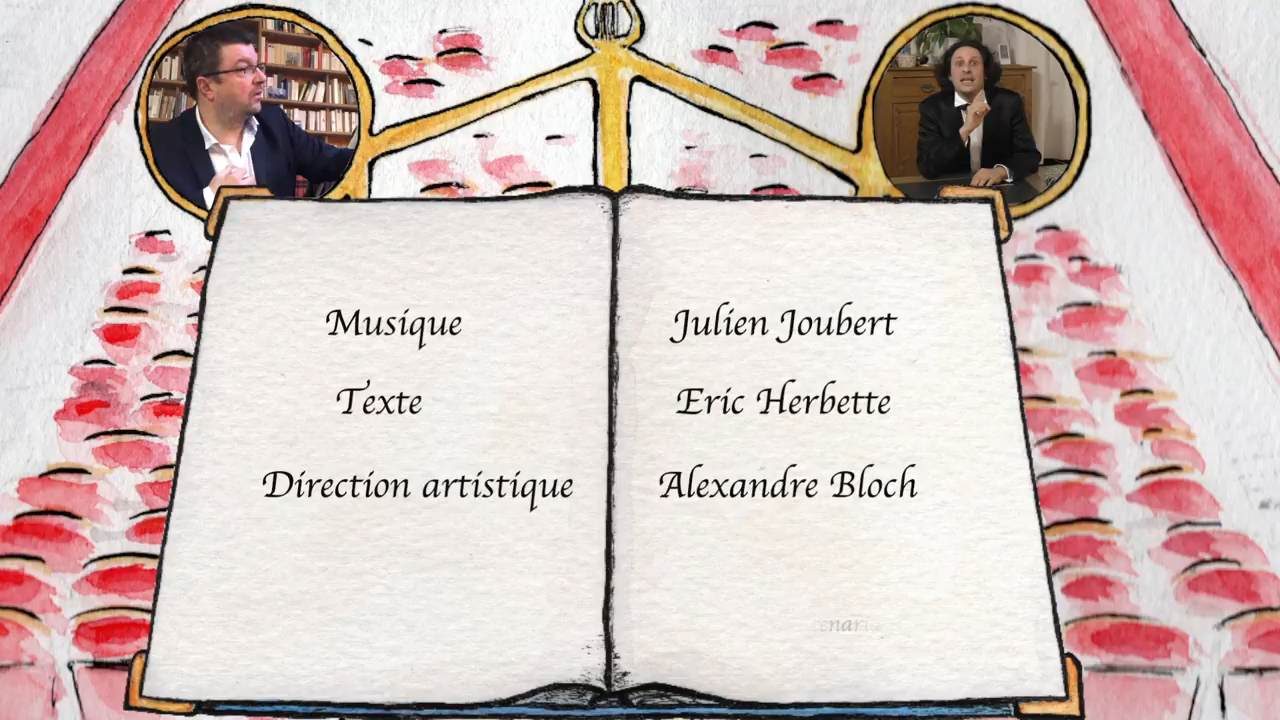 Musique Julien Joubert
Texte Eric Herbette
Direction artistique Alexandre Bloch